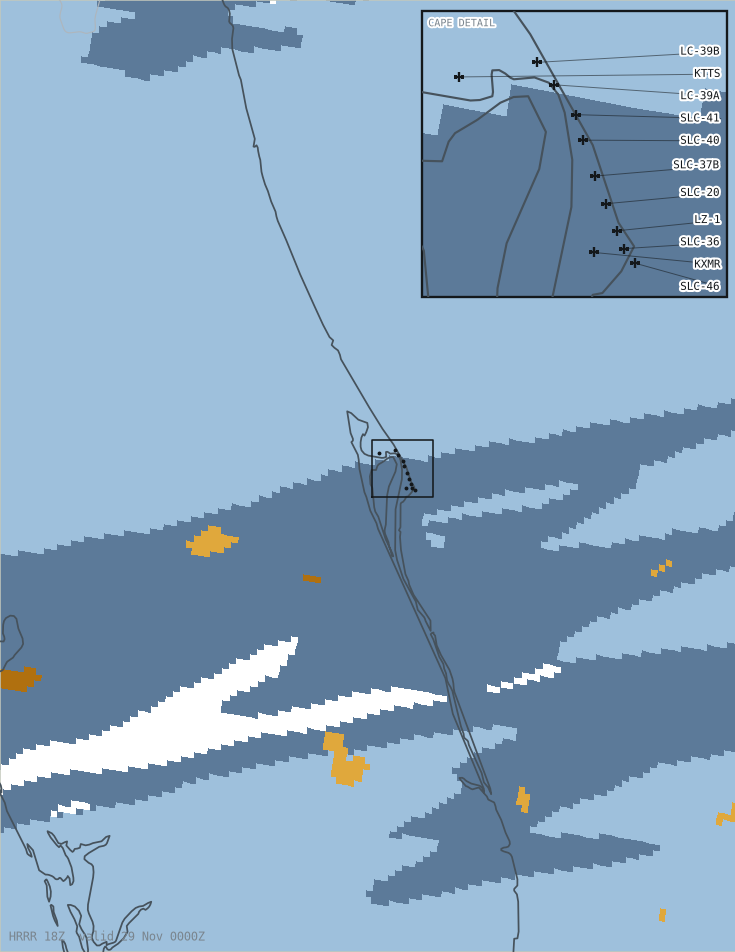 CAPE DETAIL
LC-39B
KTTS
LC-39A
SLC-41
SLC-40
SLC-37B
SLC-20
LZ-1
SLC-36
KXMR
SLC-46
HRRR 18Z valid 29 Nov 0000Z